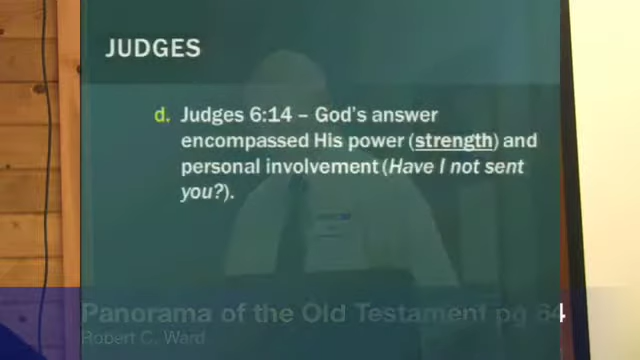 JUDGES
d. Judges 6:14 – God's answer
encompassed His power (strength) and
personal involvement (Have I not sent
you?).
Panorama of the Old Testament pg 64
Robert C. Ward